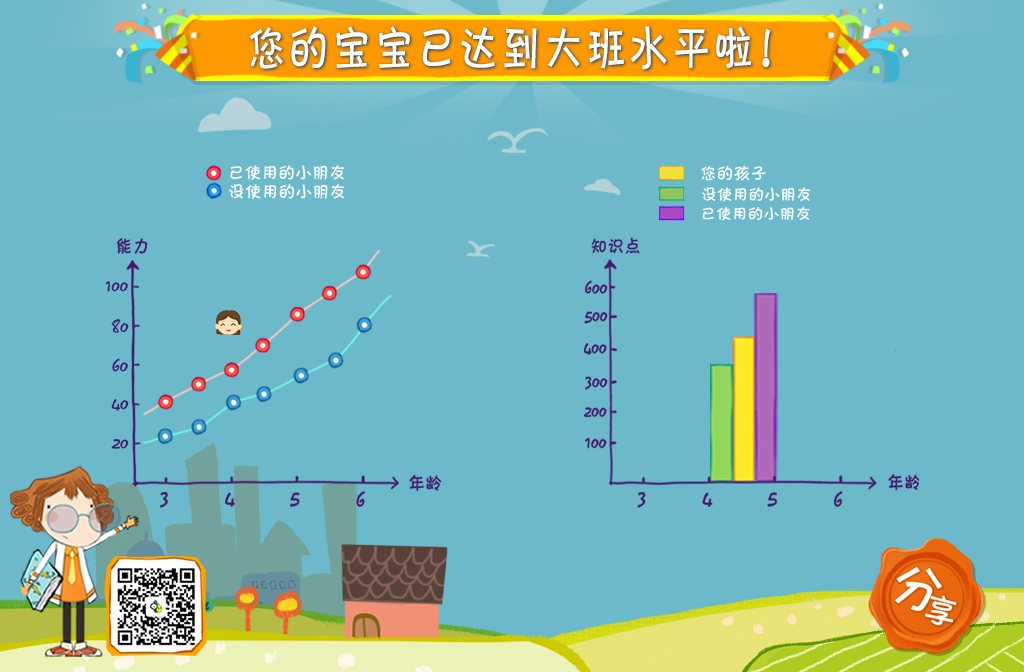 您的宝宝已达到大班水平啦!
已使用的小朋友
没使用的小朋友
您的孩子
没使用的小朋友
已使用的小朋友
能力
100
80
60
40
20
3 4 5 6 年龄
知识点
600
500
400
300
200
100
3 4 5 6 年龄
分享